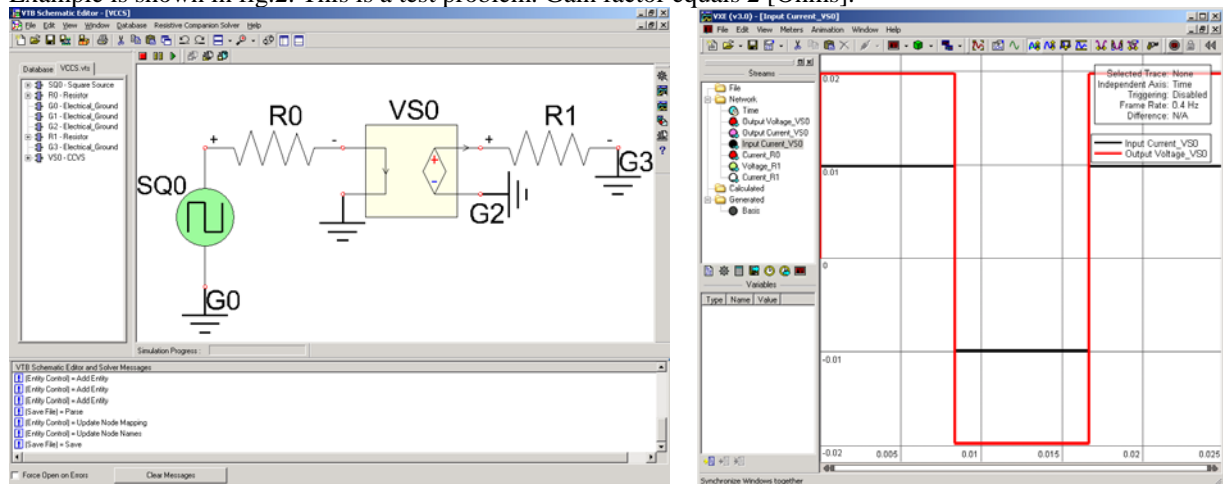 Example is shown in fig.2. This is a test problem. Gain factor equals 2 [Ohms].
VTB Schematic Editor - [VCCS]
File Edit View Window Database Resistive Companion Solver Help
Database VCCS.vts
SQ0 - Square Source
R0 - Resistor
G0 - Electrical_Ground
G1 - Electrical_Ground
G2 - Electrical_Ground
R1 - Resistor
G3 - Electrical_Ground
VS0 - CCVS
R0
VS0
R1
+ - + -
SQ0
G3
G2
G0
Simulation Progress :
VTB Schematic Editor and Solver Messages
[Entity Control] = Add Entity
[Entity Control] = Add Entity
[Entity Control] = Add Entity
[Save File] = Parse
[Entity Control] = Update Node Mapping
[Entity Control] = Update Node Names
[Save File] = Save
Force Open on Errors
Clear Messages
VXE (v3.0) - [Input Current_VS0]
File Edit View Meters Animation Window Help
Streams
File
Network
Time
Output Voltage_VS0
Output Current_VS0
Input Current_VS0
Current_R0
Voltage_R1
Current_R1
Calculated
Generated
Basis
Variables
Type Name Value
Selected Trace: None
Independent Axis: Time
Triggering: Disabled
Frame Rate: 0.4 Hz
Difference: N/A
Input Current_VS0
Output Voltage_VS0
0.02
0.01
0
-0.01
-0.02 0.005 0.01 0.015 0.02 0.025
Synchronize Windows together